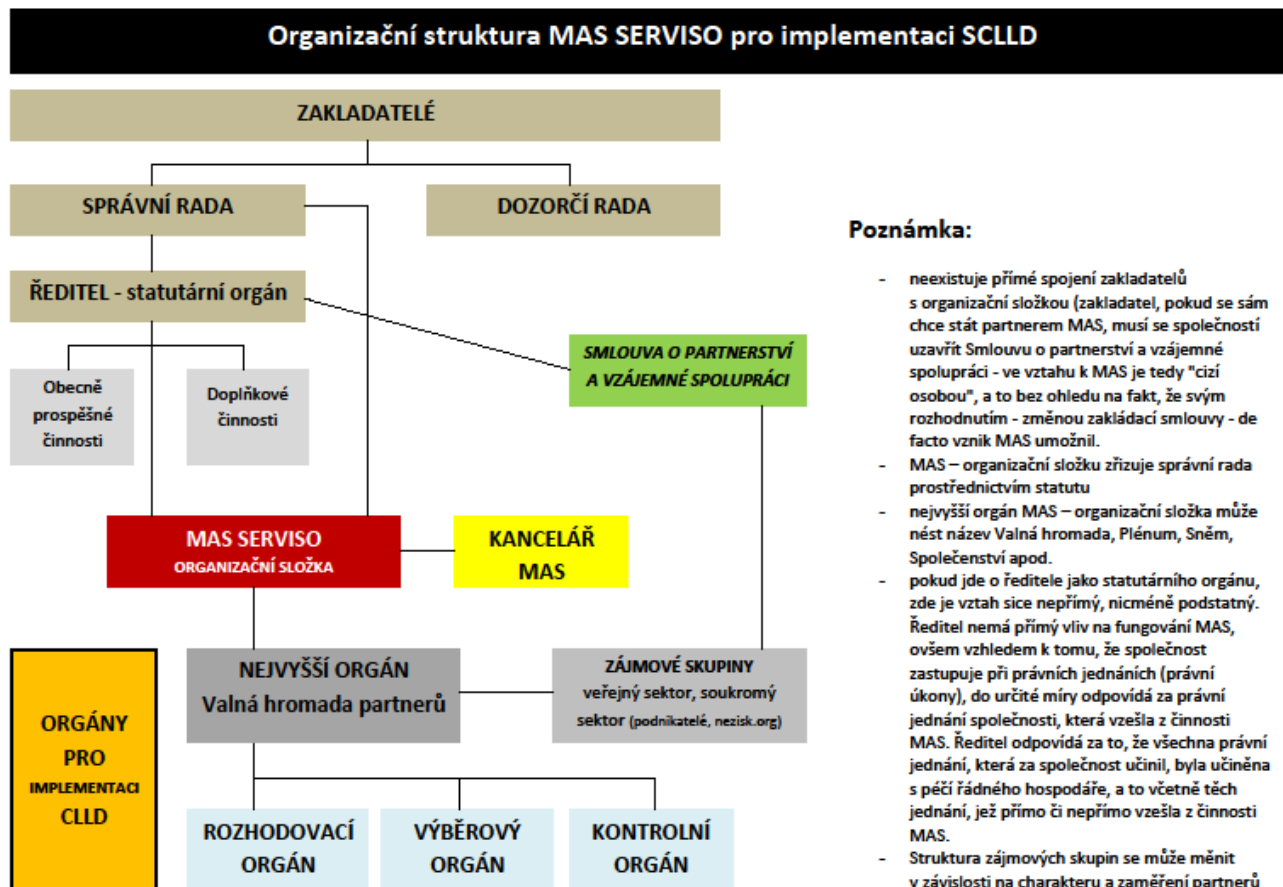 Organizační struktura MAS SERVISO pro implementaci SCLLD
ZAKLADATELÉ
SPRÁVNÍ RADA
DOZORČÍ RADA
ŘEDITEL - statutární orgán
Obecně
prospěšné
činnosti
Doplňkové
činnosti
SMLOUVA O PARTNERSTVÍ
A VZÁJEMNÉ SPOLUPRÁCI
MAS SERVISO
ORGANIZAČNÍ SLOŽKA
KANCELÁŘ
MAS
NEJVYŠŠÍ ORGÁN
Valná hromada partnerů
ZÁJMOVÉ SKUPINY
veřejný sektor, soukromý
sektor (podnikatelé, nezisk.org)
ORGÁNY
PRO
IMPLEMENTACI
CLLD
ROZHODOVACÍ
ORGÁN
VÝBĚROVÝ
ORGÁN
KONTROLNÍ
ORGÁN
Poznámka:
- neexistuje přímé spojení zakladatelů
s organizační složkou (zakladatel, pokud se sám
chce stát partnerem MAS, musí se společností
uzavřít Smlouvu o partnerství a vzájemné
spolupráci - ve vztahu k MAS je tedy "cizí
osobou", a to bez ohledu na fakt, že svým
rozhodnutím - změnou zakládací smlouvy - de
facto vznik MAS umožnil.
- MAS – organizační složku zřizuje správní rada
prostřednictvím statutu
- nejvyšší orgán MAS – organizační složka může
nést název Valná hromada, Plénum, Sněm,
Společenství apod.
- pokud jde o ředitele jako statutárního orgánu,
zde je vztah sice nepřímý, nicméně podstatný.
Ředitel nemá přímý vliv na fungování MAS,
ovšem vzhledem k tomu, že společnost
zastupuje při právních jednáních (právní
úkony), do určité míry odpovídá za právní
jednání společnosti, která vzešla z činnosti
MAS. Ředitel odpovídá za to, že všechna právní
jednání, která za společnost učinil, byla učiněna
s péčí řádného hospodáře, a to včetně těch
jednání, jež přímo či nepřímo vzešla z činnosti
MAS.
- Struktura zájmových skupin se může měnit
v závislosti na charakteru a zaměření partnerů